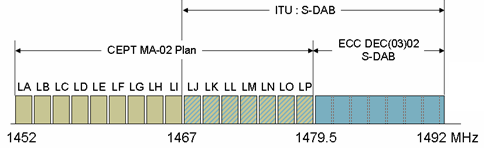 ITU : S-DAB
CEPT MA-02 Plan
ECC DEC(03)02
S-DAB
LA LB LC LD LE LF LG LH LI LJ LK LL LM LN LO LP
1452 1467 1479.5 1492 MHz